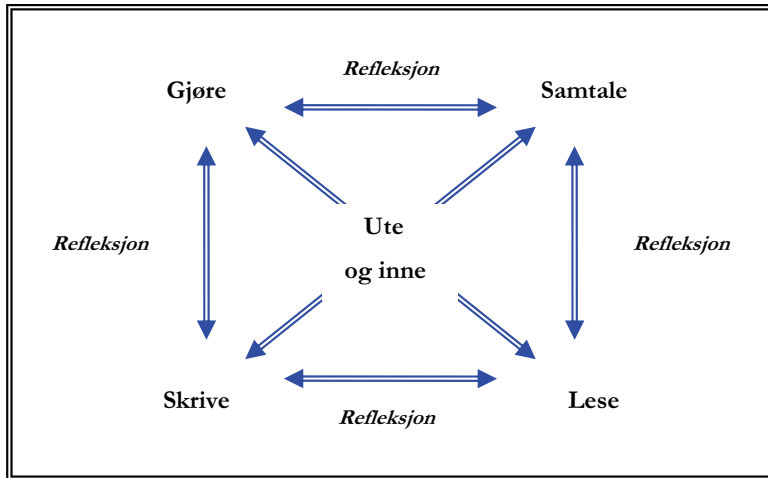 Refleksjon
Gjøre
Samtale
Refleksjon
Ute
og inne
Refleksjon
Skrive
Lese
Refleksjon